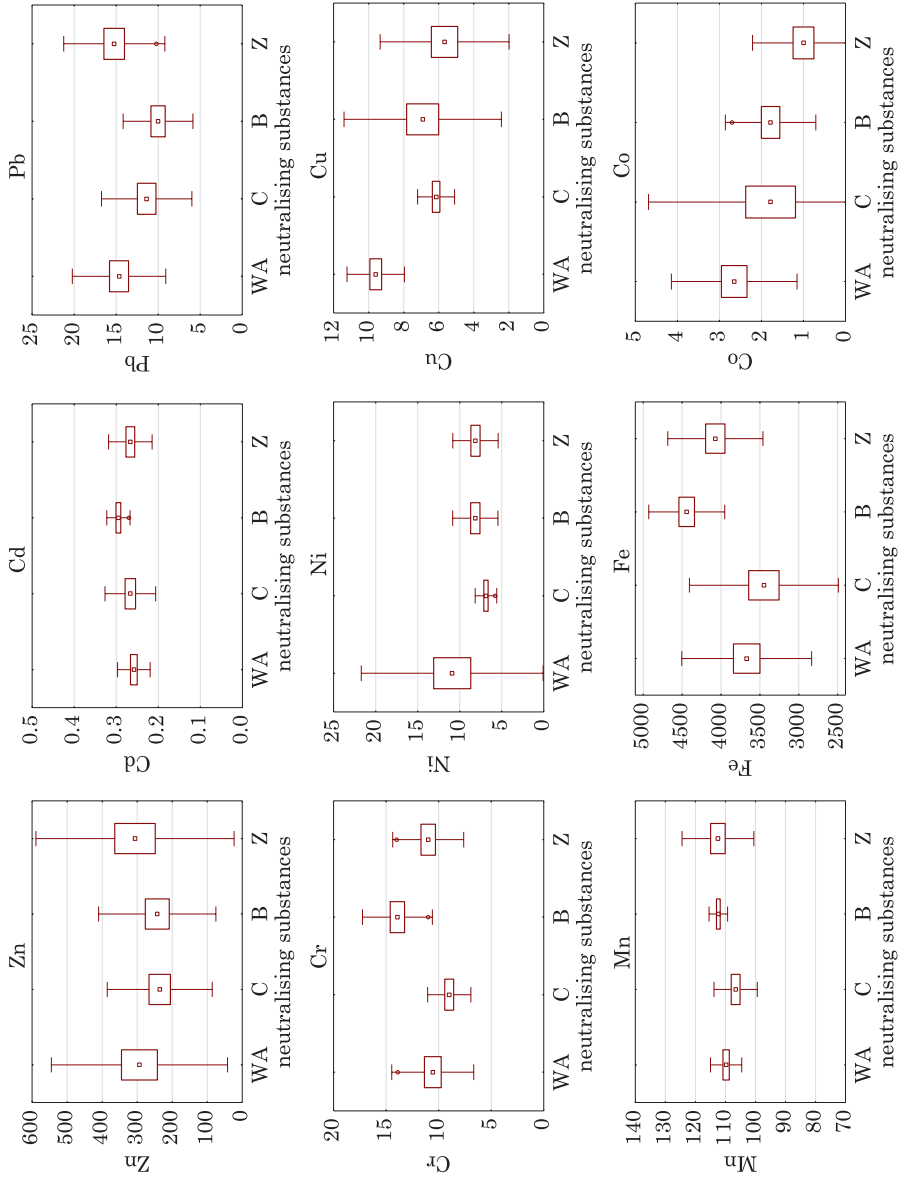 Zn
Zn
600
500
400
300
200
100
0
WA C B Z
neutralising substances
Cd
Cd
0.5
0.4
0.3
0.2
0.1
0.0
WA C B Z
neutralising substances
Pb
Pb
25
20
15
10
5
0
WA C B Z
neutralising substances
Cr
Cr
20
15
10
5
0
WA C B Z
neutralising substances
Ni
Ni
25
20
15
10
5
0
WA C B Z
neutralising substances
Cu
Cu
12
10
8
6
4
2
0
WA C B Z
neutralising substances
Mn
Mn
140
130
120
110
100
90
80
70
WA C B Z
neutralising substances
Fe
Fe
5000
4500
4000
3500
3000
2500
WA C B Z
neutralising substances
Co
Co
5
4
3
2
1
0
WA C B Z
neutralising substances